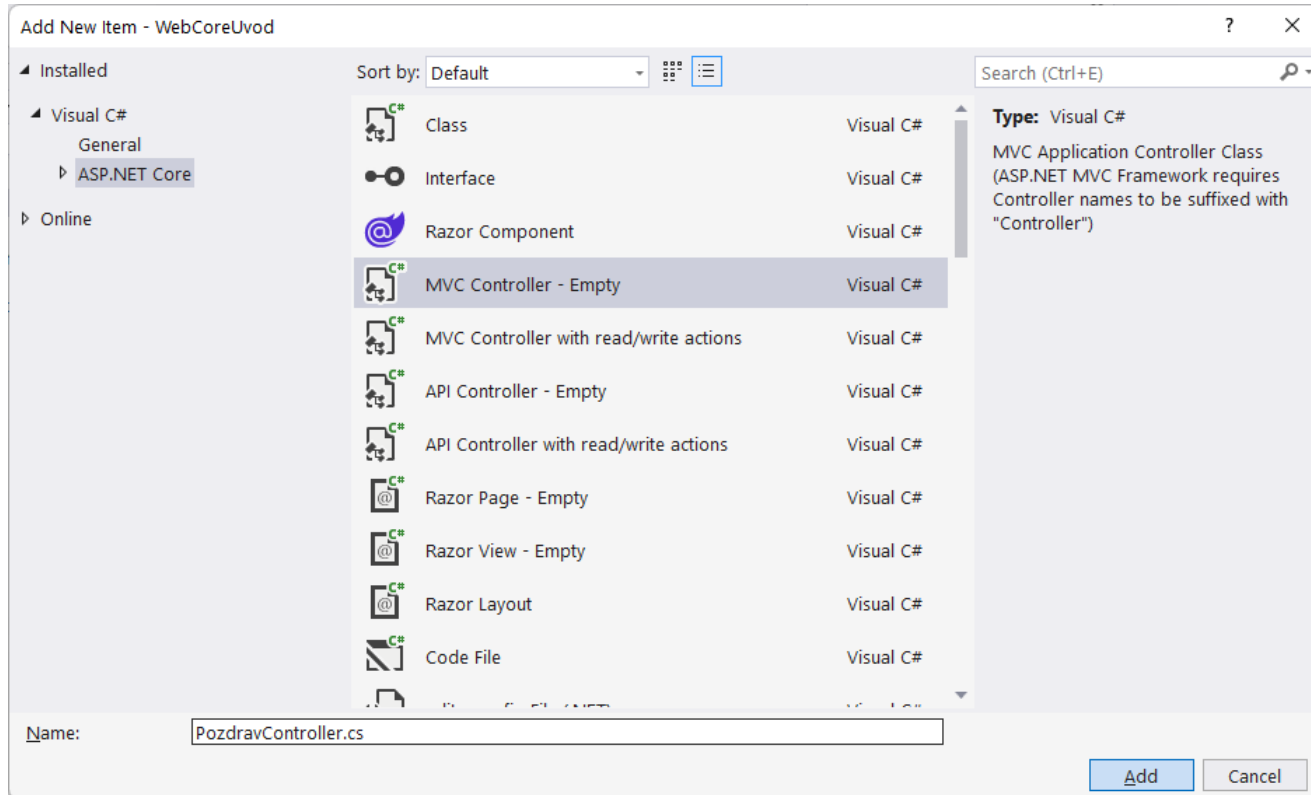 Add New Item - WebCoreUvod
? ×
Installed
Visual C#
General
ASP.NET Core
Online
Sort by: Default
Search (Ctrl+E)
C# Class Visual C#
Interface Visual C#
@ Razor Component Visual C#
C# MVC Controller - Empty Visual C#
C# MVC Controller with read/write actions Visual C#
C# API Controller - Empty Visual C#
C# API Controller with read/write actions Visual C#
C# @ Razor Page - Empty Visual C#
C# @ Razor View - Empty Visual C#
C# @ Razor Layout Visual C#
C# Code File Visual C#
Type: Visual C#
MVC Application Controller Class
(ASP.NET MVC Framework requires
Controller names to be suffixed with
"Controller")
Name: PozdravController.cs
Add Cancel